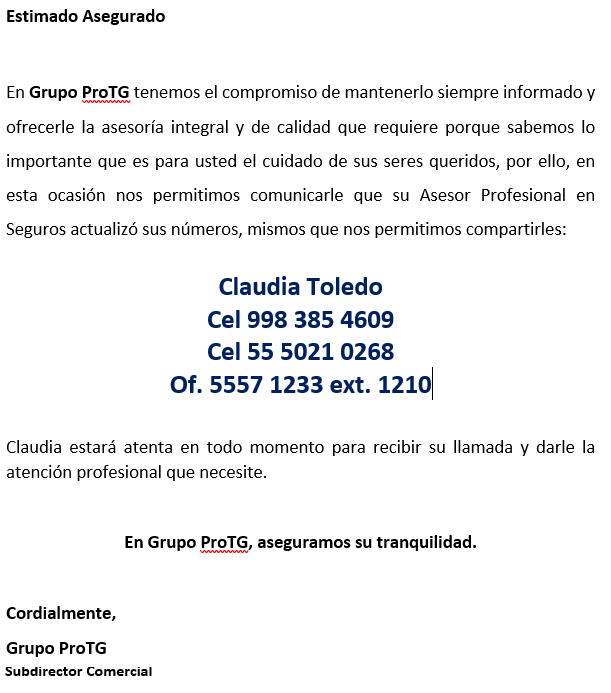 Estimado Asegurado
En Grupo ProTG tenemos el compromiso de mantenerlo siempre informado y
ofrecerle la asesoría integral y de calidad que requiere porque sabemos lo
importante que es para usted el cuidado de sus seres queridos, por ello, en
esta ocasión nos permitimos comunicarle que su Asesor Profesional en
Seguros actualizó sus números, mismos que nos permitimos compartirles:
Claudia Toledo
Cel 998 385 4609
Cel 55 5021 0268
Of. 5557 1233 ext. 1210
Claudia estará atenta en todo momento para recibir su llamada y darle la
atención profesional que necesite.
En Grupo ProTG, aseguramos su tranquilidad.
Cordialmente,
Grupo ProTG
Subdirector Comercial